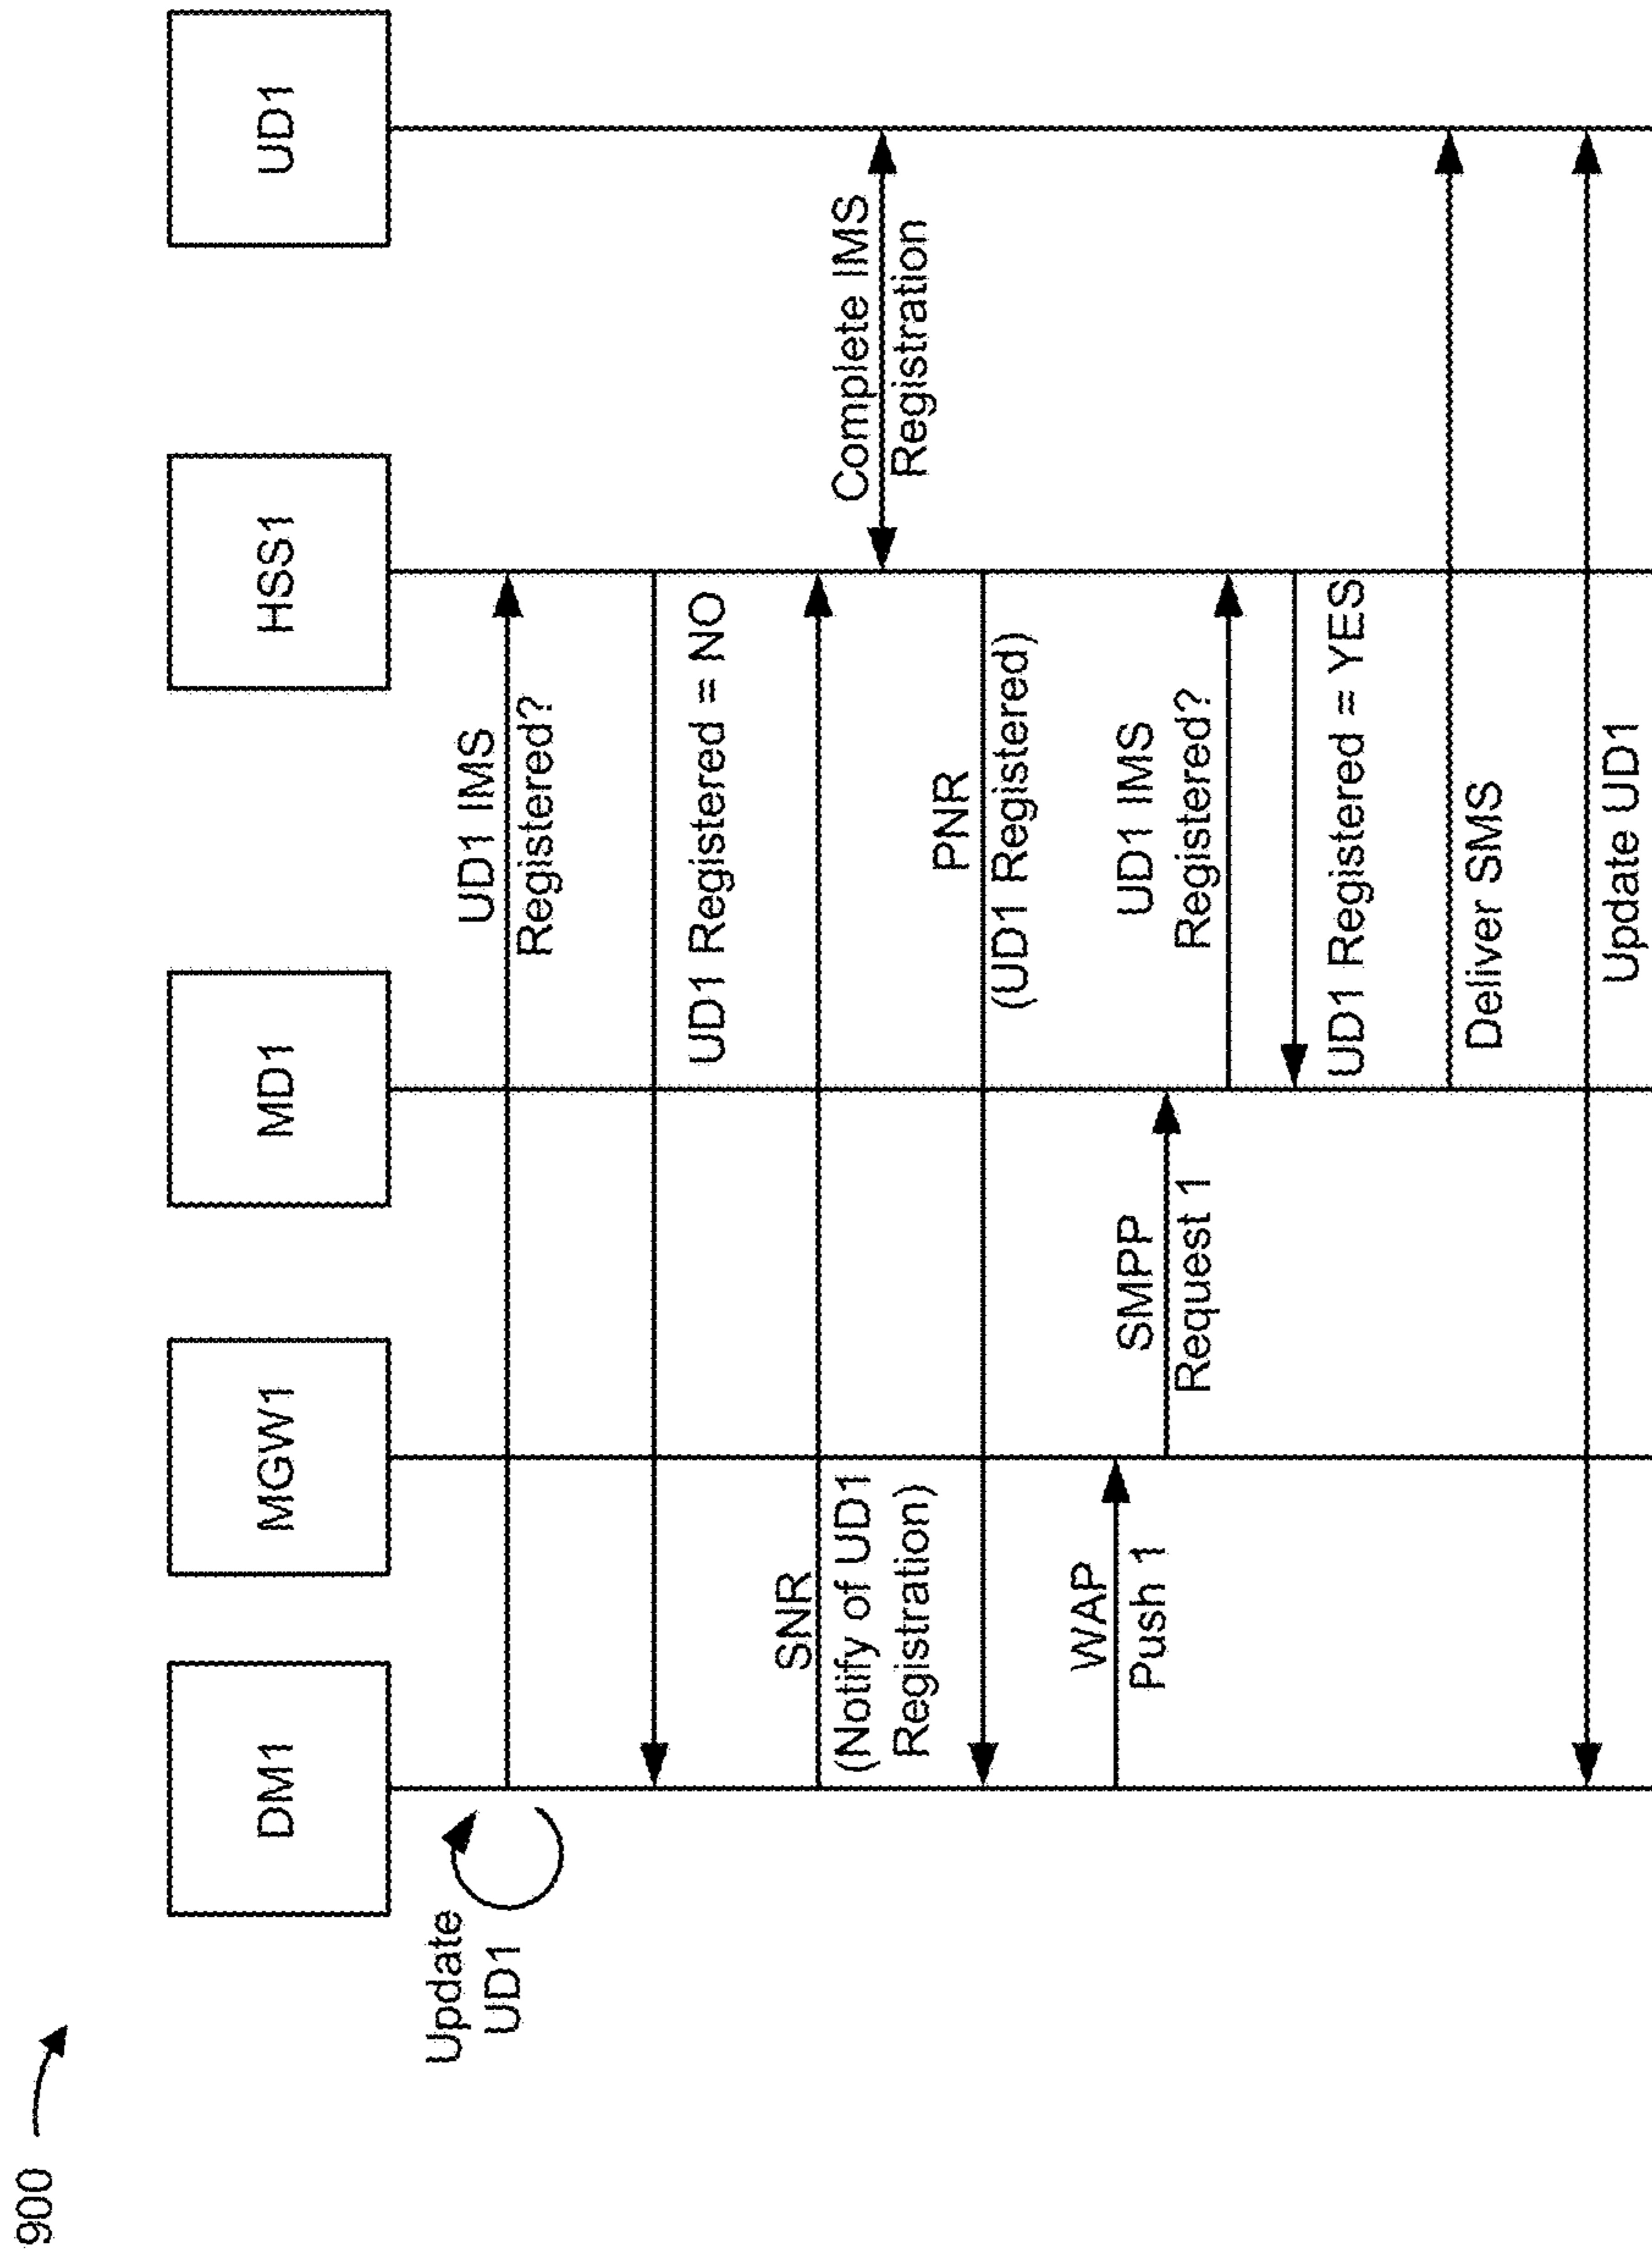 900
DM1
MGW1
MD1
HSS1
UD1
Update
UD1
UD1 IMS
Registered?
UD1 Registered = NO
SNR
(Notify of UD1
Registration)
Complete IMS
Registration
PNR
(UD1 Registered)
WAP
Push 1
SMPP
Request 1
UD1 IMS
Registered?
UD1 Registered = YES
Deliver SMS
Update UD1